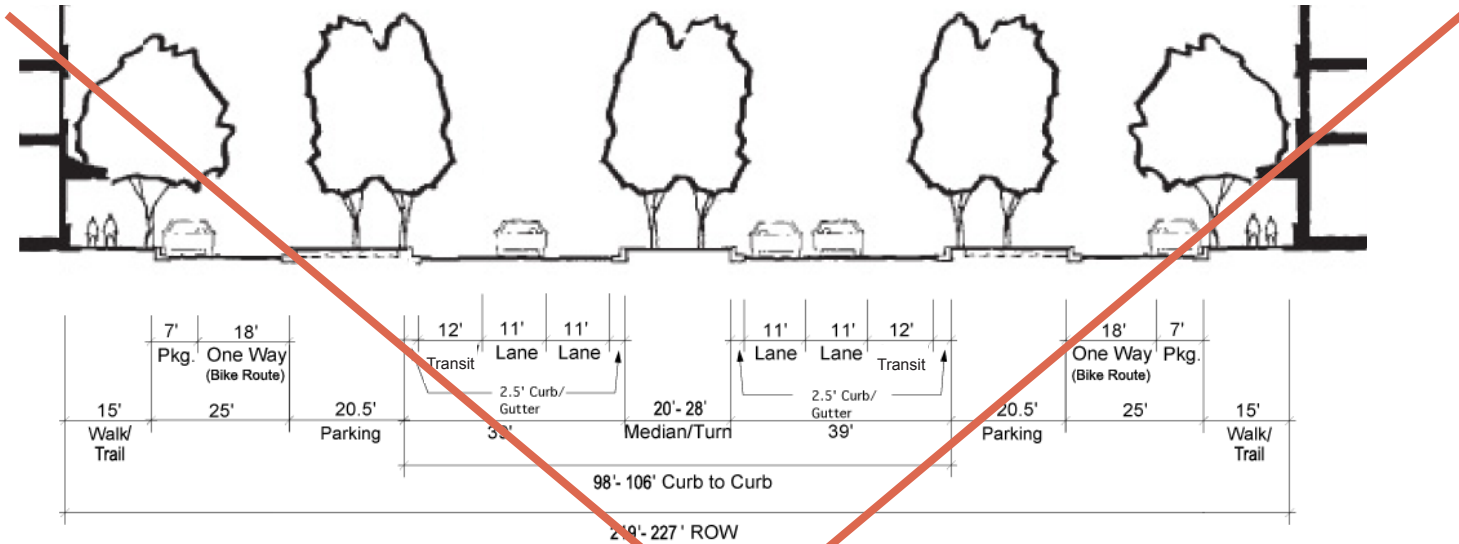 12' 11' 11' 11' 11' 12'
7' 18' 18' 7'
Transit Lane Lane Lane Lane Transit
Pkg. One Way One Way Pkg.
(Bike Route) (Bike Route)
2.5' Curb/ 2.5' Curb/
Gutter Gutter
15' 25' 20.5' 20'- 28' 20.5' 25' 15'
Walk/ Parking Median/Turn 39' Parking Walk/
Trail Trail
98'- 106' Curb to Curb
227' ROW